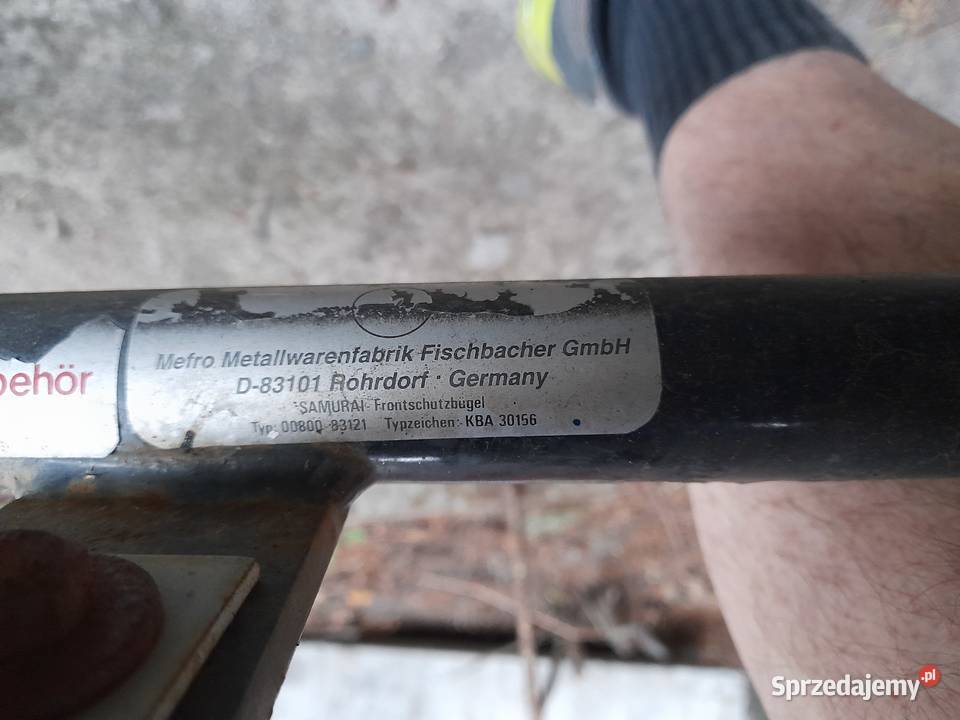 behör
Mefro Metallwarenfabrik Fischbacher GmbH
D-83101 Rohrdorf · Germany
SAMURAI- Frontschutzbügel
Typ: 00800-83121 Typzeichen: KBA 30156
Sprzedajemy.pl